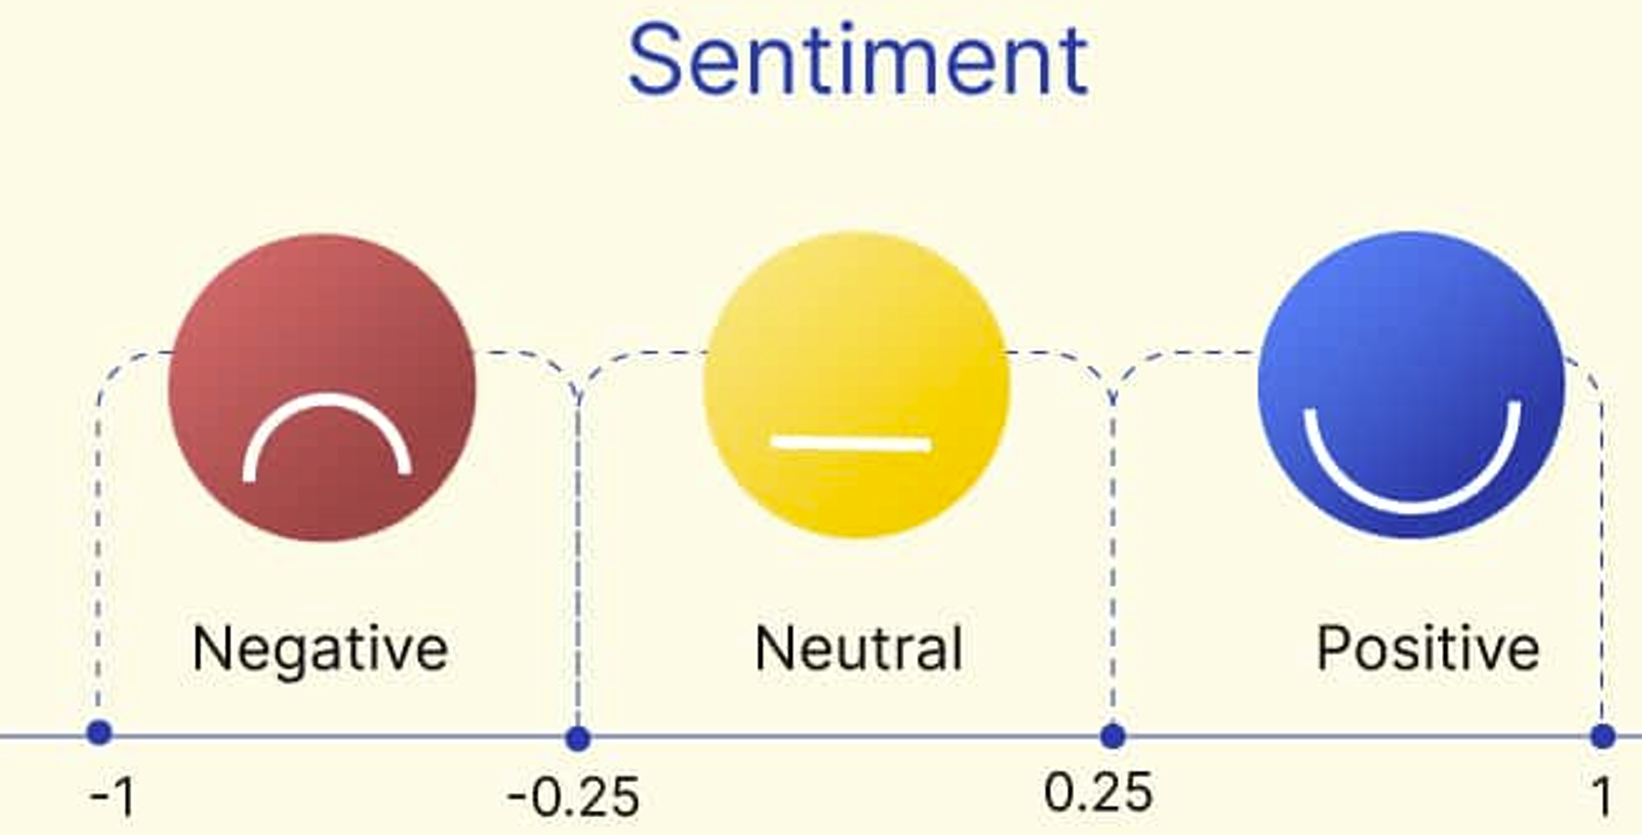 Sentiment
Negative Neutral Positive
-1 -0.25 0.25 1